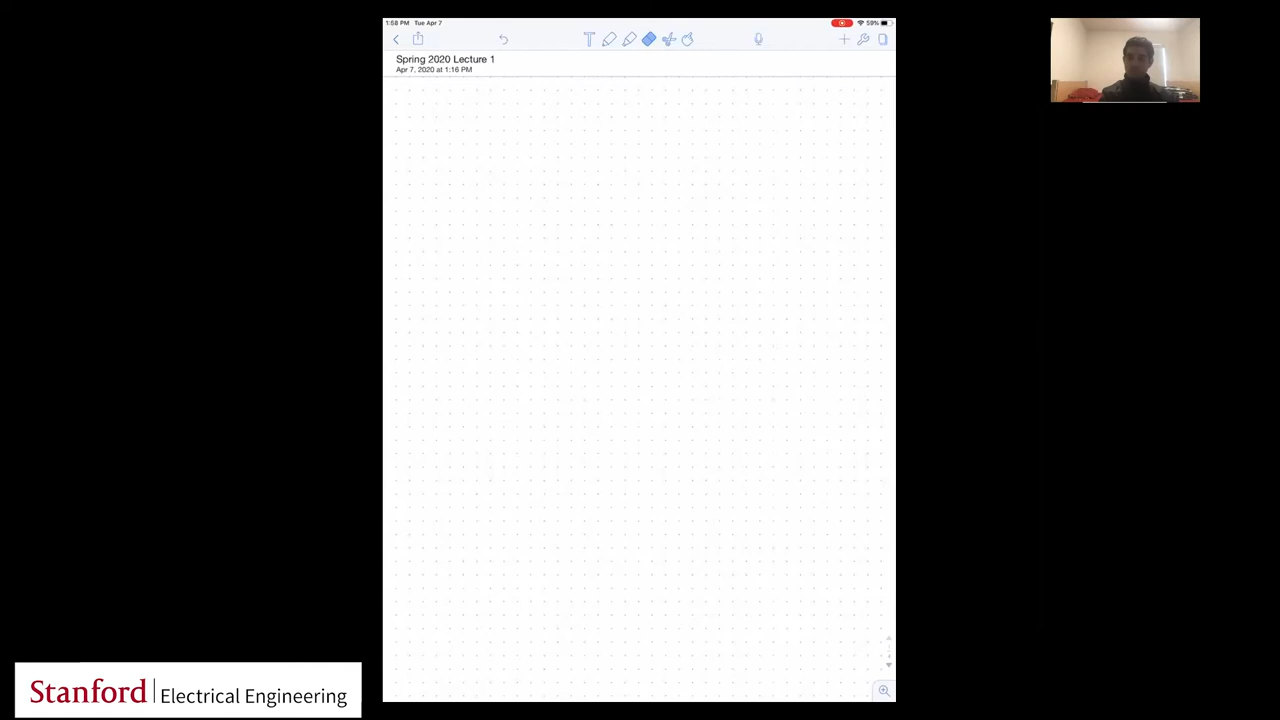 1:58 PM Tue Apr 7
59%
Spring 2020 Lecture 1
Apr 7, 2020 at 1:16 PM
Stanford | Electrical Engineering